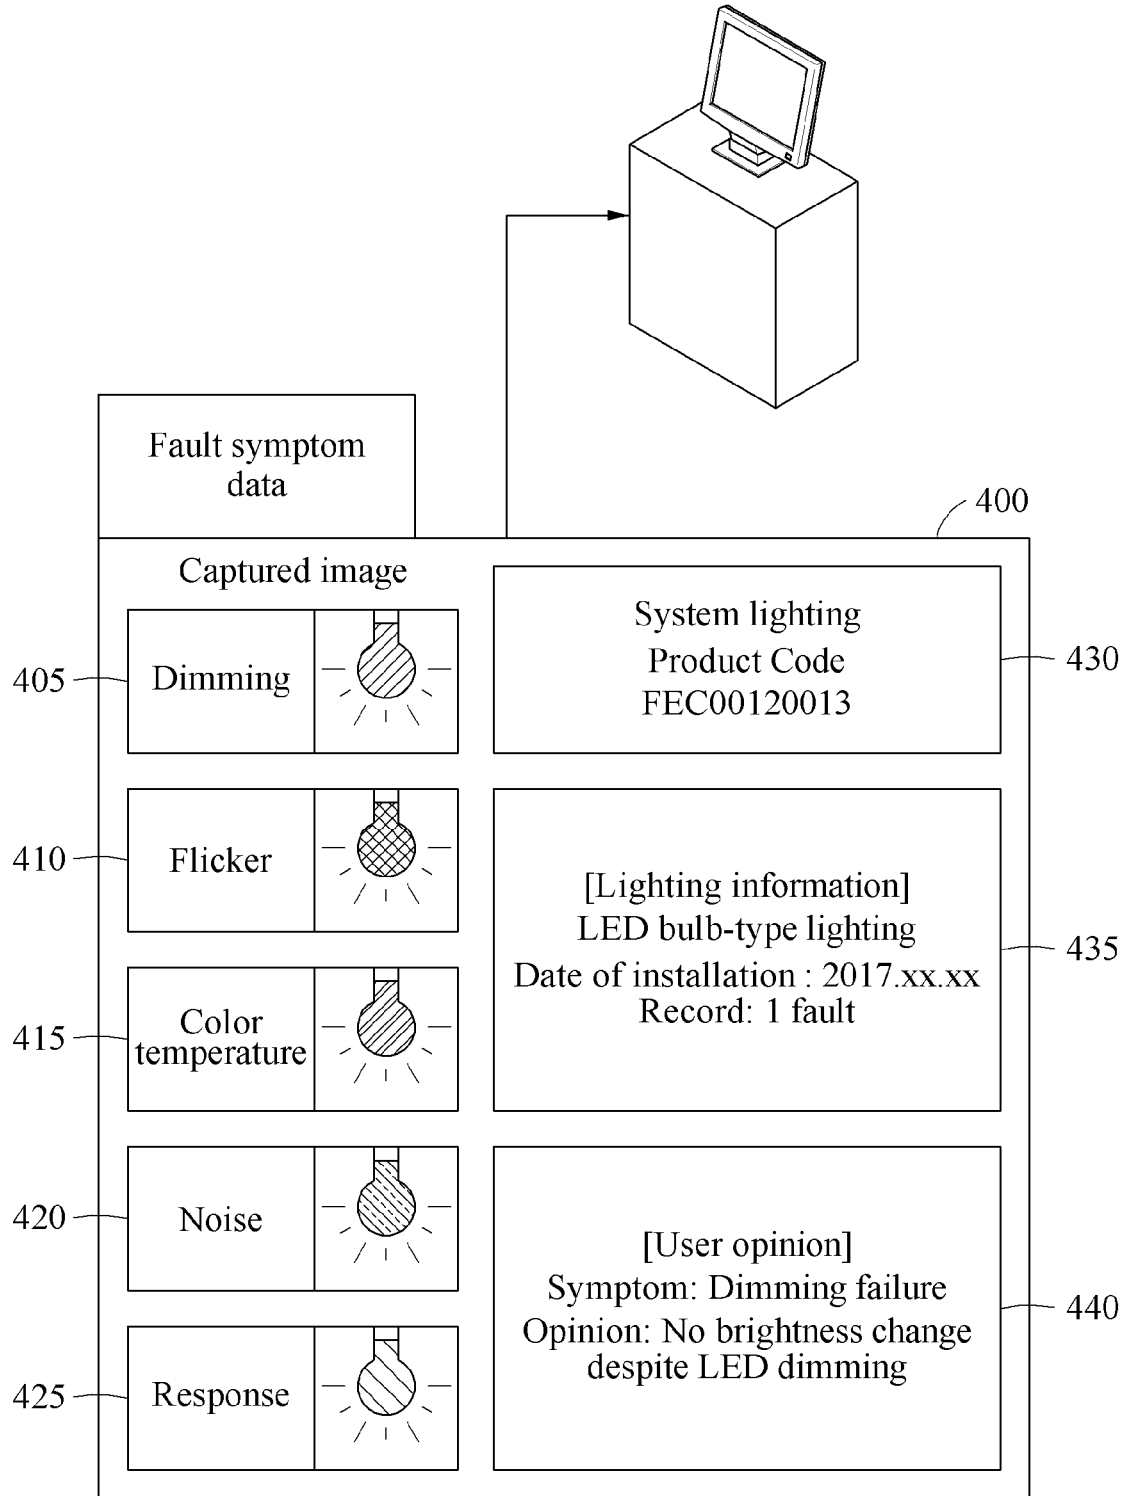 Fault symptom
data
400
Captured image
405
Dimming
410
Flicker
415
Color
temperature
420
Noise
425
Response
System lighting
Product Code
FEC00120013
430
[Lighting information]
LED bulb-type lighting
Date of installation : 2017.xx.xx
Record: 1 fault
435
[User opinion]
Symptom: Dimming failure
Opinion: No brightness change
despite LED dimming
440